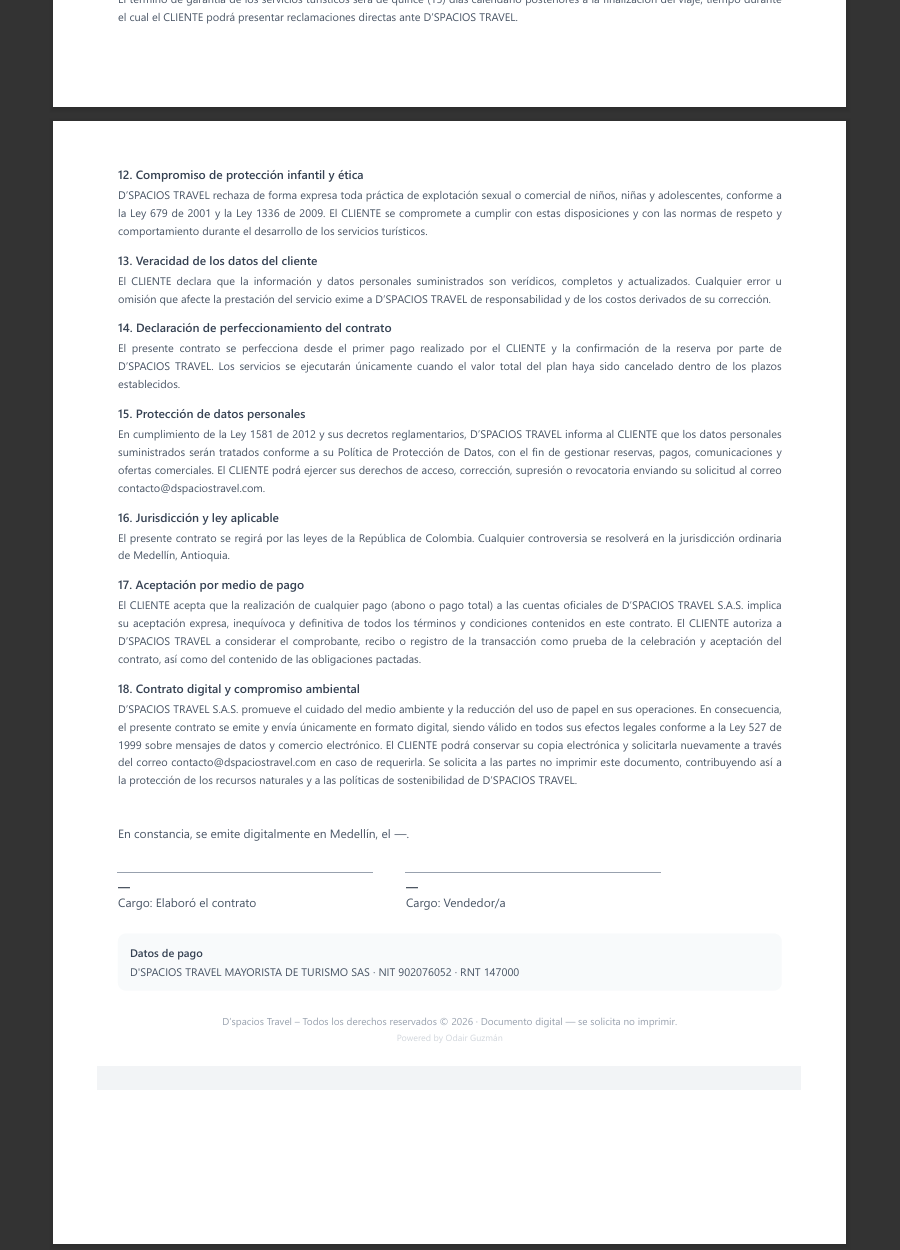 el cual el CLIENTE podrá presentar reclamaciones directas ante D'SPACIOS TRAVEL.
12. Compromiso de protección infantil y ética
D'SPACIOS TRAVEL rechaza de forma expresa toda práctica de explotación sexual o comercial de niños, niñas y adolescentes, conforme a
la Ley 679 de 2001 y la Ley 1336 de 2009. El CLIENTE se compromete a cumplir con estas disposiciones y con las normas de respeto y
comportamiento durante el desarrollo de los servicios turísticos.
13. Veracidad de los datos del cliente
El CLIENTE declara que la información y datos personales suministrados son verídicos, completos y actualizados. Cualquier error u
omisión que afecte la prestación del servicio exime a D'SPACIOS TRAVEL de responsabilidad y de los costos derivados de su corrección.
14. Declaración de perfeccionamiento del contrato
El presente contrato se perfecciona desde el primer pago realizado por el CLIENTE y la confirmación de la reserva por parte de
D'SPACIOS TRAVEL. Los servicios se ejecutarán únicamente cuando el valor total del plan haya sido cancelado dentro de los plazos
establecidos.
15. Protección de datos personales
En cumplimiento de la Ley 1581 de 2012 y sus decretos reglamentarios, D'SPACIOS TRAVEL informa al CLIENTE que los datos personales
suministrados serán tratados conforme a su Política de Protección de Datos, con el fin de gestionar reservas, pagos, comunicaciones y
ofertas comerciales. El CLIENTE podrá ejercer sus derechos de acceso, corrección, supresión o revocatoria enviando su solicitud al correo
contacto@dspaciostravel.com.
16. Jurisdicción y ley aplicable
El presente contrato se regirá por las leyes de la República de Colombia. Cualquier controversia se resolverá en la jurisdicción ordinaria
de Medellín, Antioquia.
17. Aceptación por medio de pago
El CLIENTE acepta que la realización de cualquier pago (abono o pago total) a las cuentas oficiales de D'SPACIOS TRAVEL S.A.S. implica
su aceptación expresa, inequívoca y definitiva de todos los términos y condiciones contenidos en este contrato. El CLIENTE autoriza a
D'SPACIOS TRAVEL a considerar el comprobante, recibo o registro de la transacción como prueba de la celebración y aceptación del
contrato, así como del contenido de las obligaciones pactadas.
18. Contrato digital y compromiso ambiental
D'SPACIOS TRAVEL S.A.S. promueve el cuidado del medio ambiente y la reducción del uso de papel en sus operaciones. En consecuencia,
el presente contrato se emite y envía únicamente en formato digital, siendo válido en todos sus efectos legales conforme a la Ley 527 de
1999 sobre mensajes de datos y comercio electrónico. El CLIENTE podrá conservar su copia electrónica y solicitarla nuevamente a través
del correo contacto@dspaciostravel.com en caso de requerirla. Se solicita a las partes no imprimir este documento, contribuyendo así a
la protección de los recursos naturales y a las políticas de sostenibilidad de D'SPACIOS TRAVEL.
En constancia, se emite digitalmente en Medellín, el —.
— —
Cargo: Elaboró el contrato Cargo: Vendedor/a
Datos de pago
D'SPACIOS TRAVEL MAYORISTA DE TURISMO SAS · NIT 902076052 · RNT 147000
D'spacios Travel – Todos los derechos reservados © 2026 · Documento digital — se solicita no imprimir.
Powered by Odair Guzmán